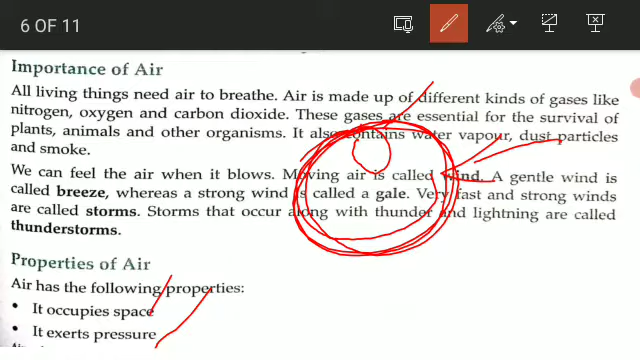 6 OF 11
Importance of Air
All living things need air to breathe. Air is made up of different kinds of gases like
nitrogen, oxygen and carbon dioxide. These gases are essential for the survival of
plants, animals and other organisms. It also contains water vapour, dust particles
and smoke.
We can feel the air when it blows. Moving air is called wind. A gentle wind is
called breeze, whereas a strong wind is called a gale. Very fast and strong winds
are called storms. Storms that occur along with thunder and lightning are called
thunderstorms.
Properties of Air
Air has the following properties:
• It occupies space
• It exerts pressure